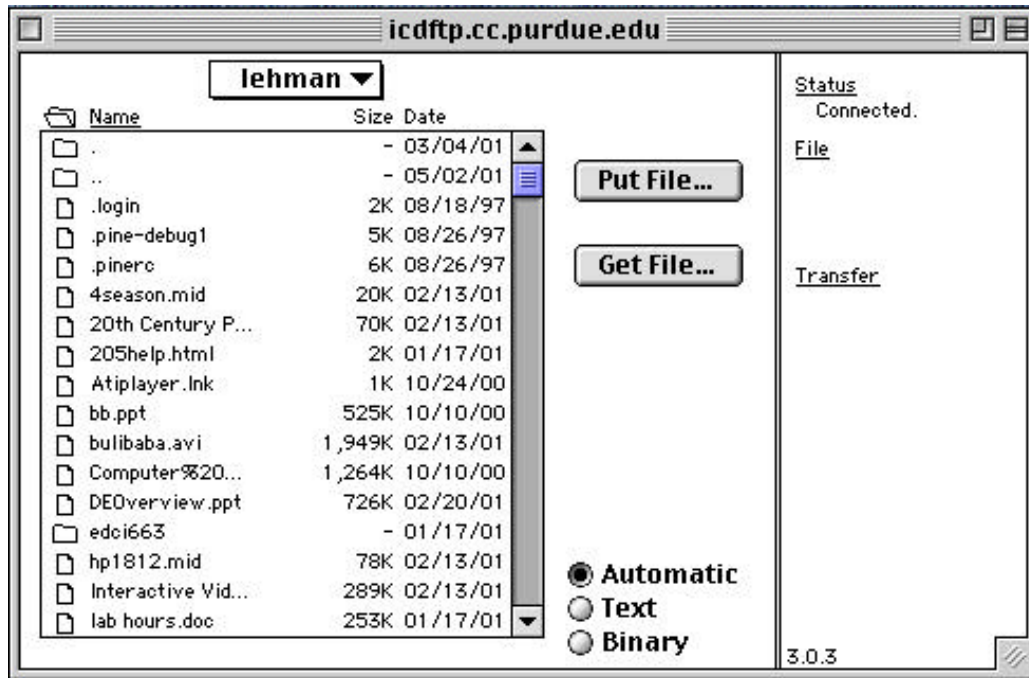 icdftp.cc.purdue.edu
lehman
Name Size Date
. - 03/04/01
.. - 05/02/01
.login 2K 08/18/97
.pine-debug1 5K 08/26/97
.pinerc 6K 08/26/97
4season.mid 20K 02/13/01
20th Century P... 70K 02/13/01
205help.html 2K 01/17/01
Atiplayer.lnk 1K 10/24/00
bb.ppt 525K 10/10/00
bulibaba.avi 1,949K 02/13/01
Computer%20... 1,264K 10/10/00
DEOverview.ppt 726K 02/20/01
edci663 - 01/17/01
hp1812.mid 78K 02/13/01
Interactive Vid... 289K 02/13/01
lab hours.doc 253K 01/17/01
Put File...
Get File...
Automatic
Text
Binary
Status
Connected.
File
Transfer
3.0.3